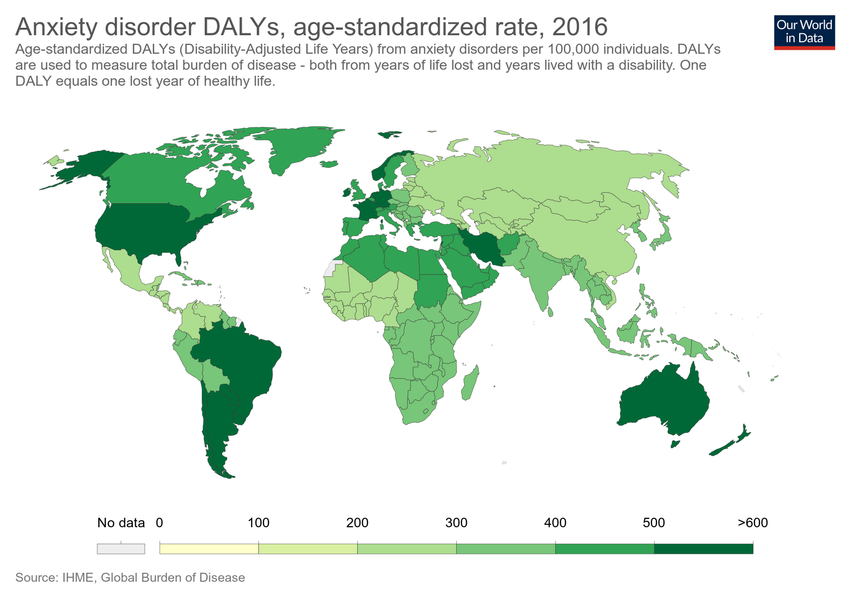 Anxiety disorder DALYs, age-standardized rate, 2016
Our World
in Data
Age-standardized DALYs (Disability-Adjusted Life Years) from anxiety disorders per 100,000 individuals. DALYs
are used to measure total burden of disease - both from years of life lost and years lived with a disability. One
DALY equals one lost year of healthy life.
No data 0 100 200 300 400 500 >600
Source: IHME, Global Burden of Disease